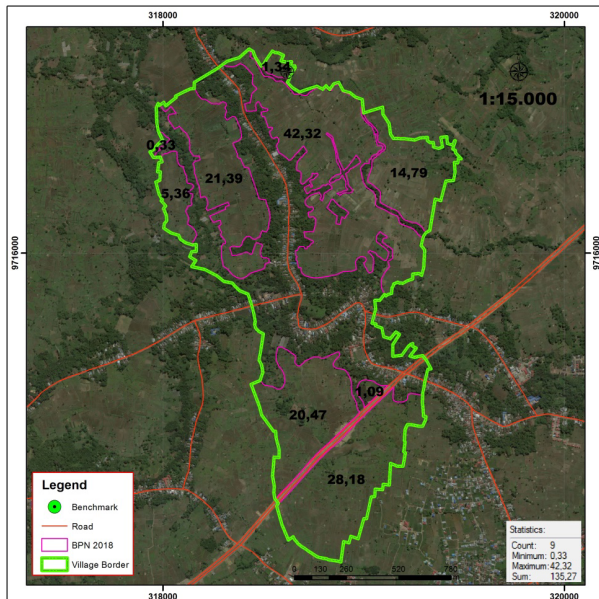 318000 320000
1,34
1:15.000
42,32
0,33
21,39
14,79
5,36
9716000 9716000
1,09
20,47
28,18
Legend
Benchmark
Road
BPN 2018
Village Border
0 130 260 520 780
Statistics:
Count: 9
Minimum: 0,33
Maximum: 42,32
Sum: 135,27
318000 320000